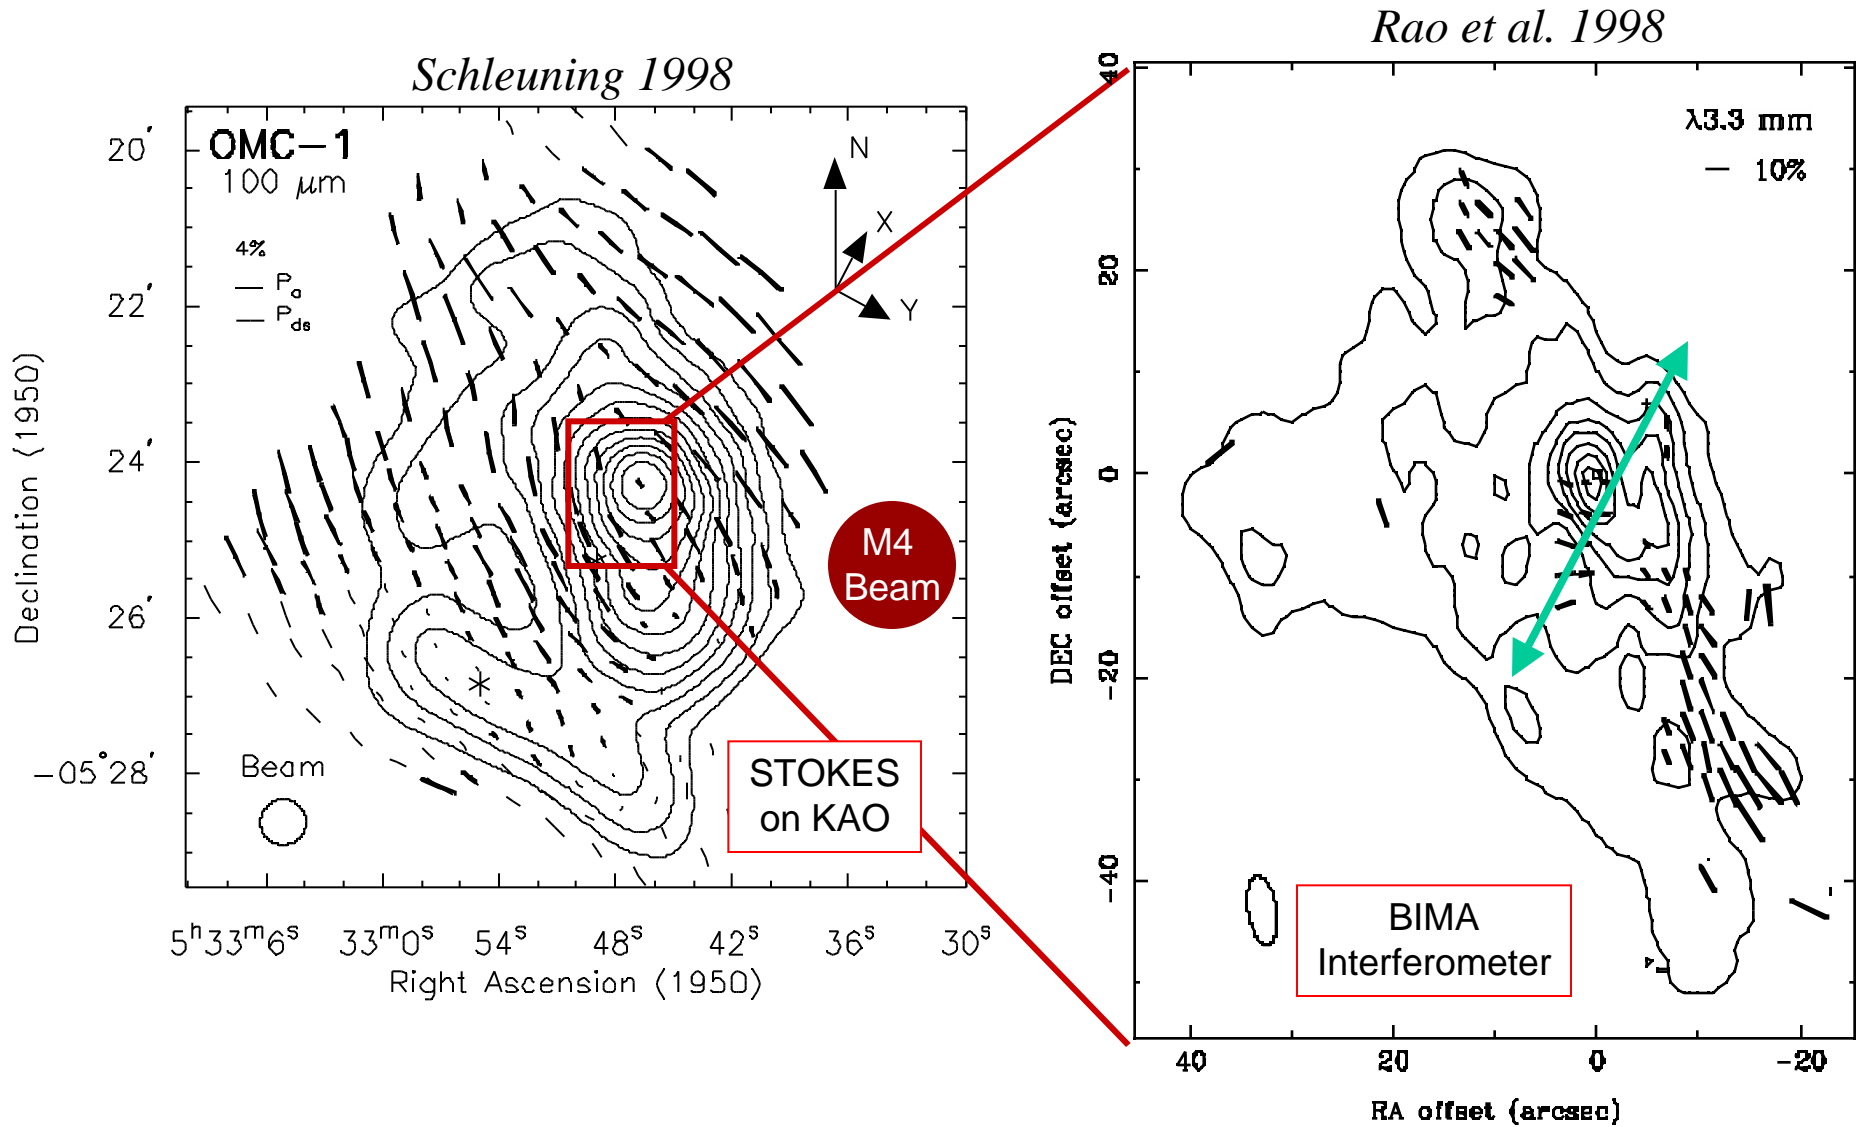 Schleuning 1998
Rao et al. 1998
OMC-1
100 μm
4%
P_a
P_ds
N
X
Y
20′
22′
24′
26′
-05°28′
Declination (1950)
Beam
M4
Beam
STOKES
on KAO
5ʰ33ᵐ6ˢ 33ᵐ0ˢ 54ˢ 48ˢ 42ˢ 36ˢ 30ˢ
Right Ascension (1950)
λ3.3 mm
10%
40
20
0
-20
-40
DEC offset (arcsec)
BIMA
Interferometer
40 20 0 -20
RA offset (arcsec)